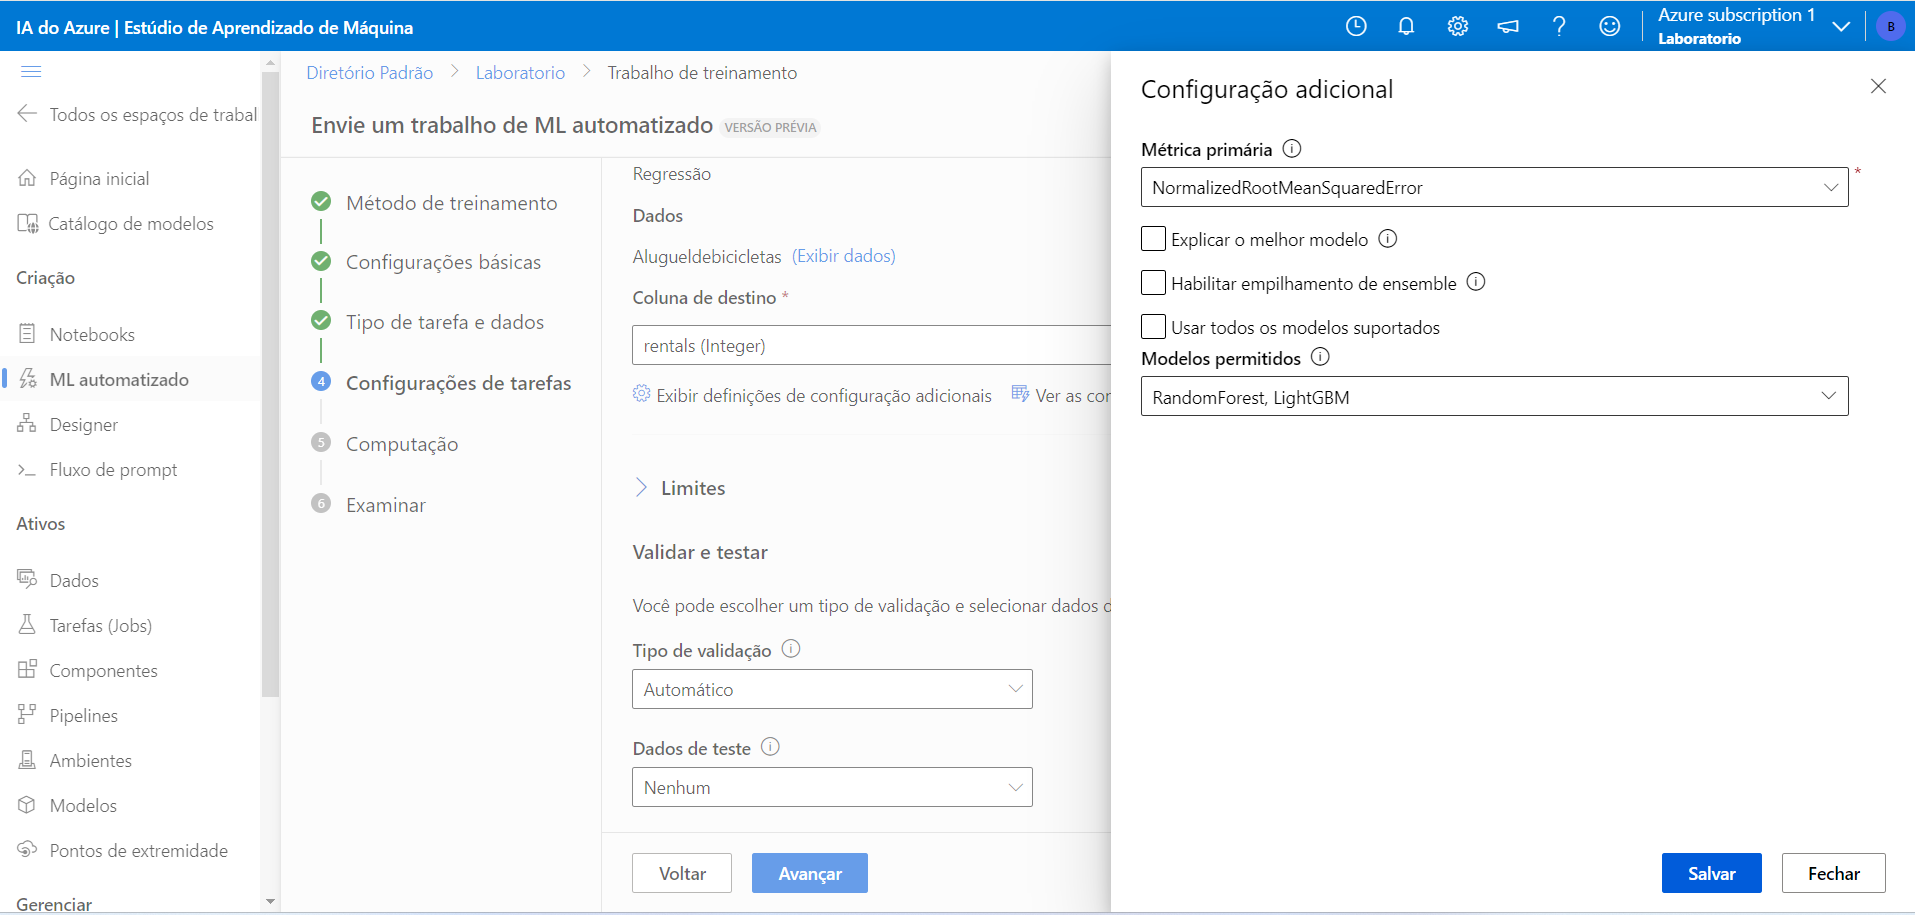 IA do Azure | Estúdio de Aprendizado de Máquina
Azure subscription 1
Laboratorio
B
Todos os espaços de trabal
Página inicial
Catálogo de modelos
Criação
Notebooks
ML automatizado
Designer
Fluxo de prompt
Ativos
Dados
Tarefas (Jobs)
Componentes
Pipelines
Ambientes
Modelos
Pontos de extremidade
Gerenciar
Diretório Padrão > Laboratorio > Trabalho de treinamento
Envie um trabalho de ML automatizado VERSÃO PRÉVIA
Método de treinamento
Configurações básicas
Tipo de tarefa e dados
4 Configurações de tarefas
5 Computação
6 Examinar
Regressão
Dados
Alugueldebicicletas (Exibir dados)
Coluna de destino *
rentals (Integer)
Exibir definições de configuração adicionais Ver as cor
Limites
Validar e testar
Você pode escolher um tipo de validação e selecionar dados d
Tipo de validação
Automático
Dados de teste
Nenhum
Voltar Avançar
Configuração adicional
Métrica primária
NormalizedRootMeanSquaredError *
Explicar o melhor modelo
Habilitar empilhamento de ensemble
Usar todos os modelos suportados
Modelos permitidos
RandomForest, LightGBM
Salvar Fechar